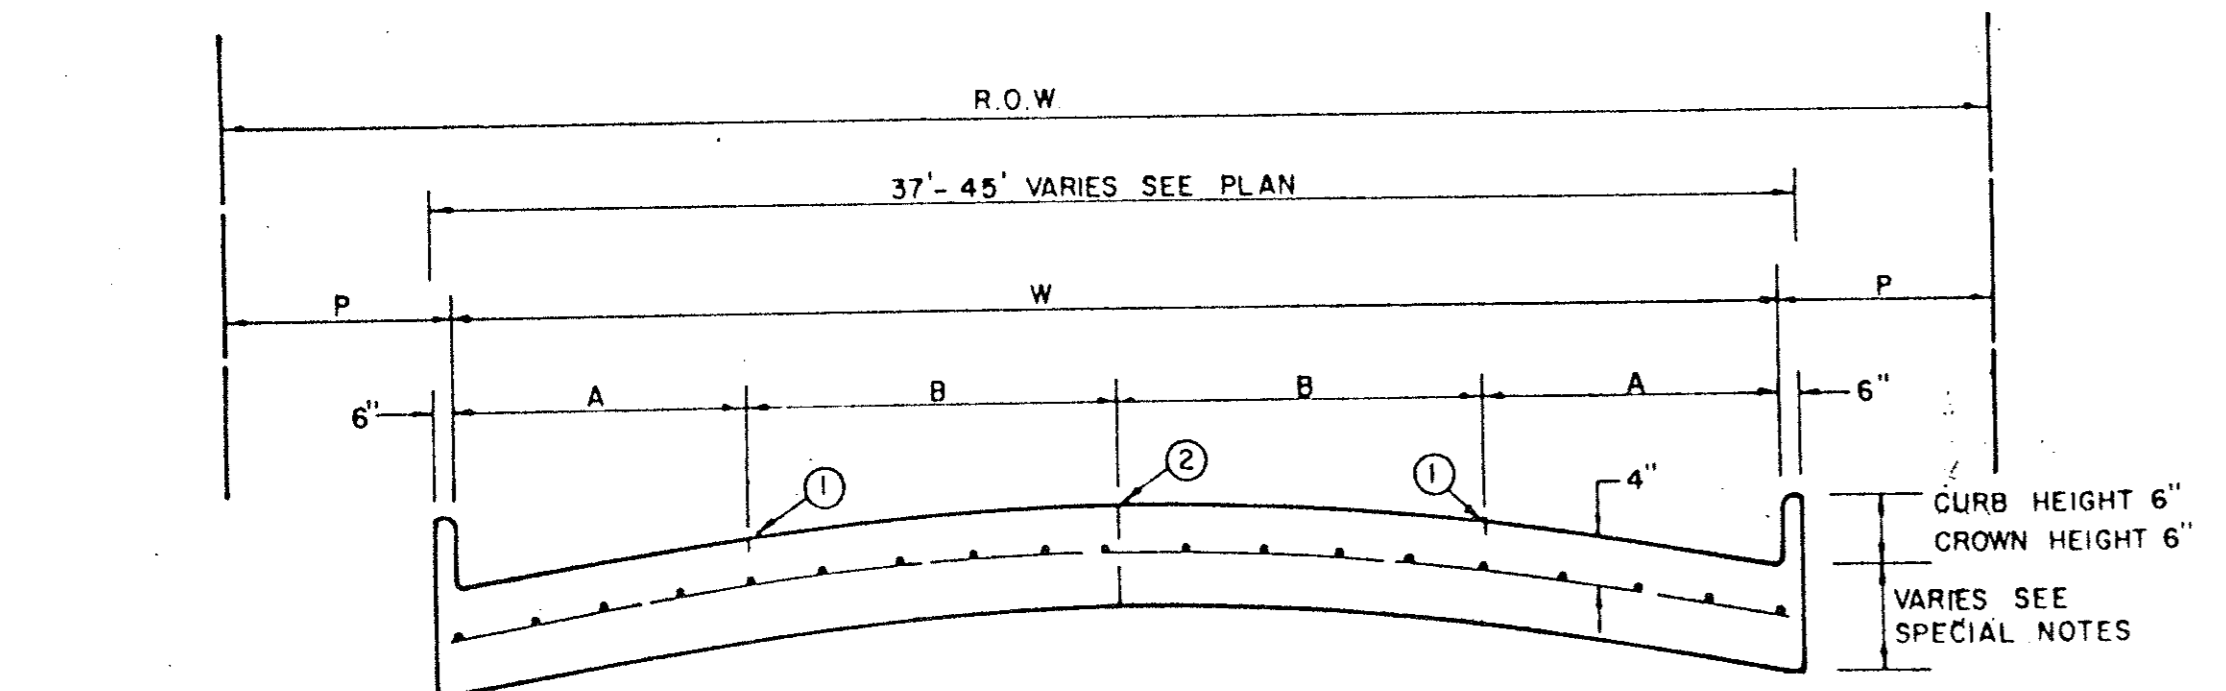 R.O.W.
37'- 45' VARIES SEE PLAN
P
W
P
6"
A
B
B
A
6"
1
2
1
4"
CURB HEIGHT 6"
CROWN HEIGHT 6"
VARIES SEE
SPECIAL NOTES